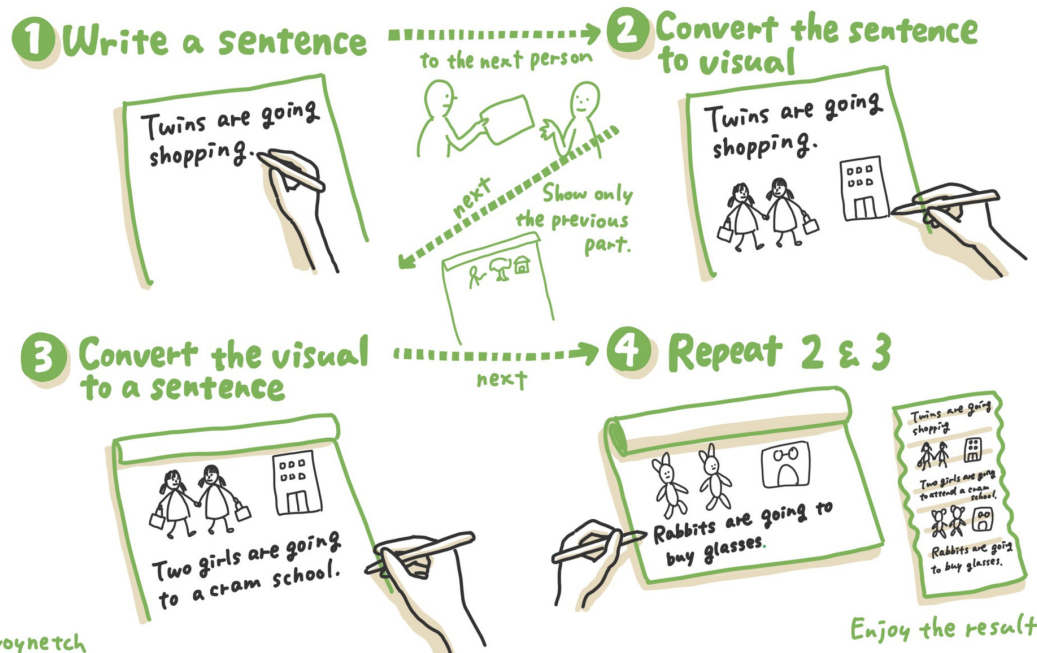 1 Write a sentence
to the next person
2 Convert the sentence
to visual
Twins are going
shopping.
Twins are going
shopping.
next
Show only
the previous
part.
3 Convert the visual
to a sentence
next
4 Repeat 2 & 3
Two girls are going
to a cram school.
Rabbits are going to
buy glasses.
Twins are going
shopping
Two girls are going
to attend a cram
school.
Rabbits are going
to buy glasses.
Enjoy the result
oynetch